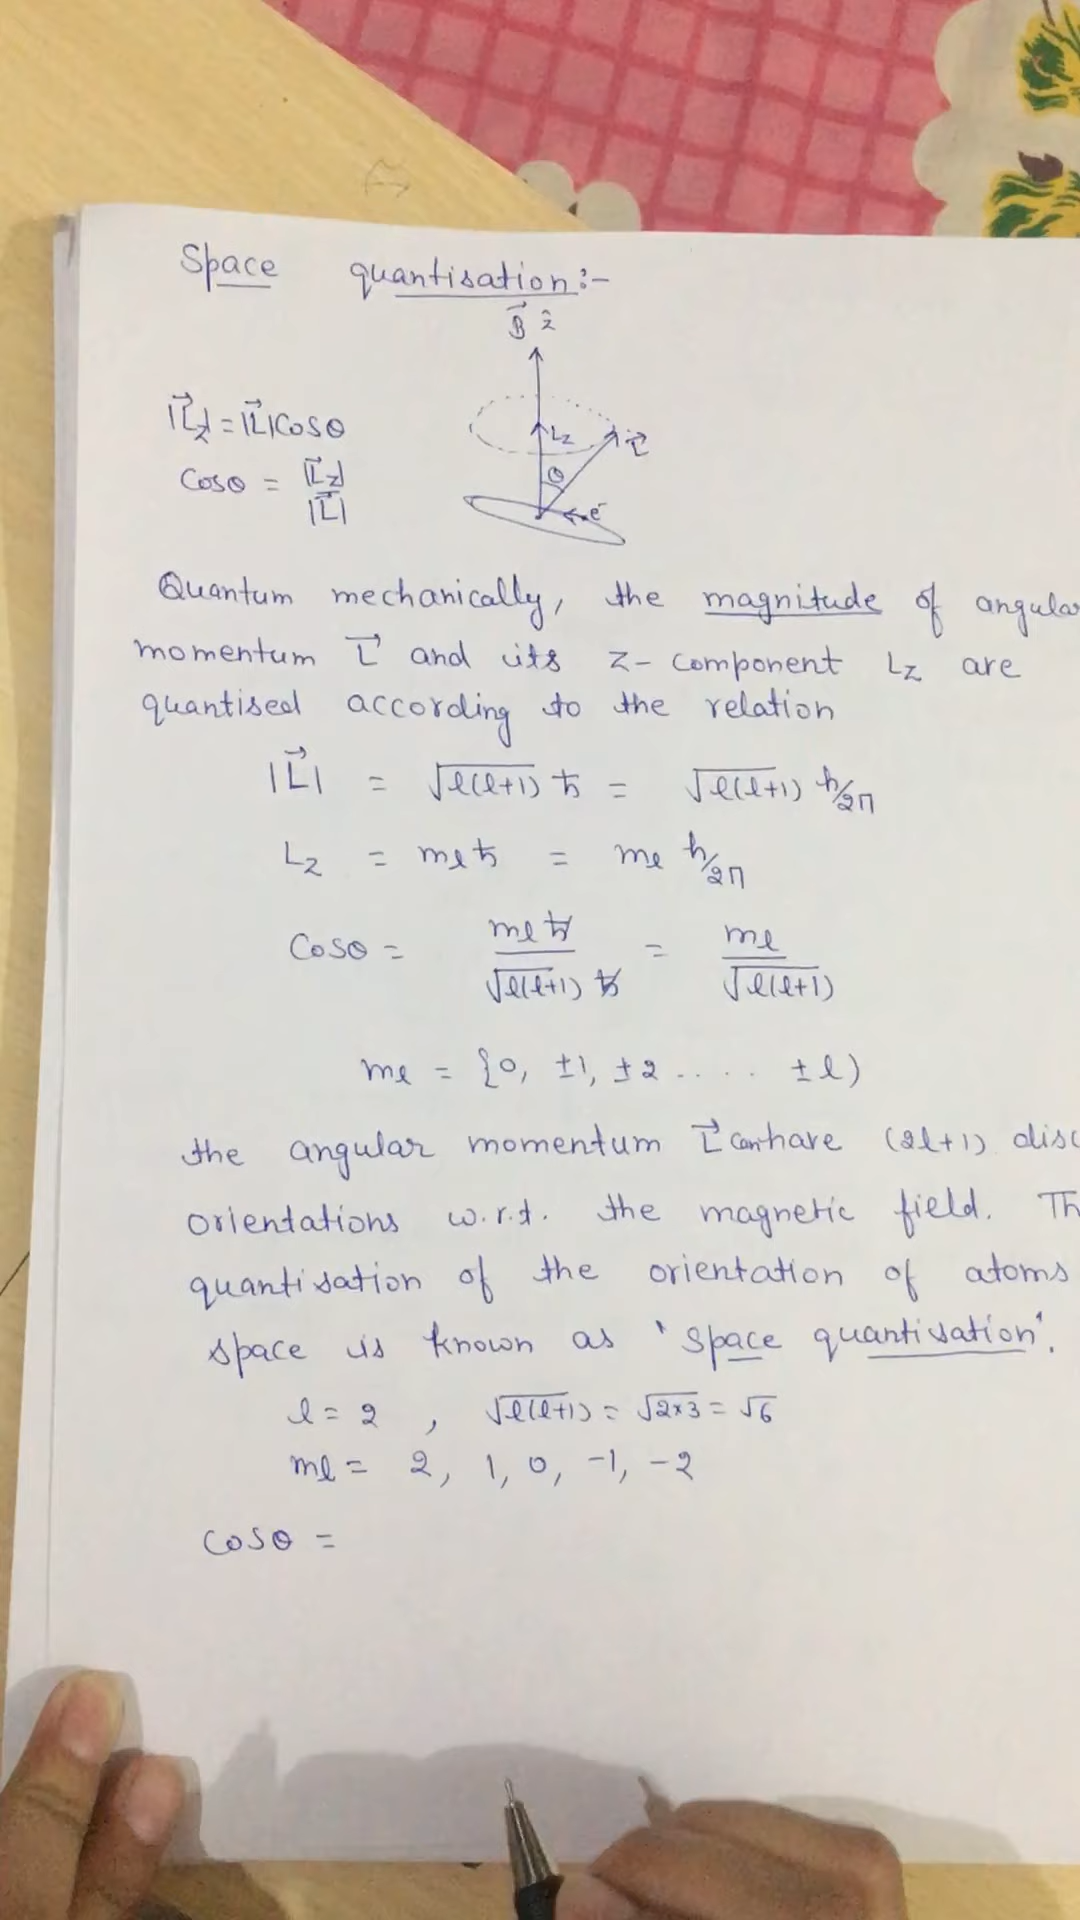 Space quantisation:-
B⃗ ẑ
|L⃗z| = |L⃗|Cosθ
Lz
L⃗
Cosθ = |L⃗z| / |L⃗|
θ
e⁻
Quantum mechanically, the magnitude of angular
momentum L⃗ and its z-component Lz are
quantised according to the relation
|L⃗| = √l(l+1) ħ = √l(l+1) ħ/2π
Lz = mlħ = ml ħ/2π
Cosθ = mlħ / √l(l+1) ħ = ml / √l(l+1)
ml = {0, ±1, ±2 ..... ±l)
the angular momentum L⃗ can have (2l+1) disc
orientations w.r.t. the magnetic field. Th
quantisation of the orientation of atoms
space is known as 'space quantisation'.
l = 2 , √l(l+1) = √2×3 = √6
ml = 2, 1, 0, -1, -2
Cosθ =